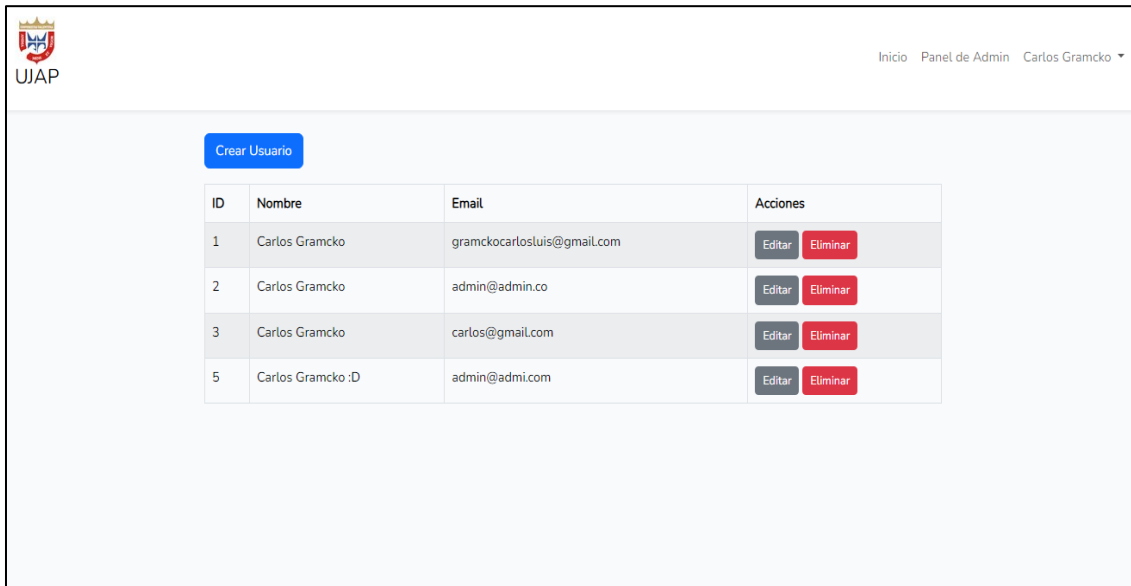 UJAP
Inicio Panel de Admin Carlos Gramcko
Crear Usuario
ID Nombre Email Acciones
1 Carlos Gramcko gramckocarlosluis@gmail.com Editar Eliminar
2 Carlos Gramcko admin@admin.co Editar Eliminar
3 Carlos Gramcko carlos@gmail.com Editar Eliminar
5 Carlos Gramcko :D admin@admi.com Editar Eliminar